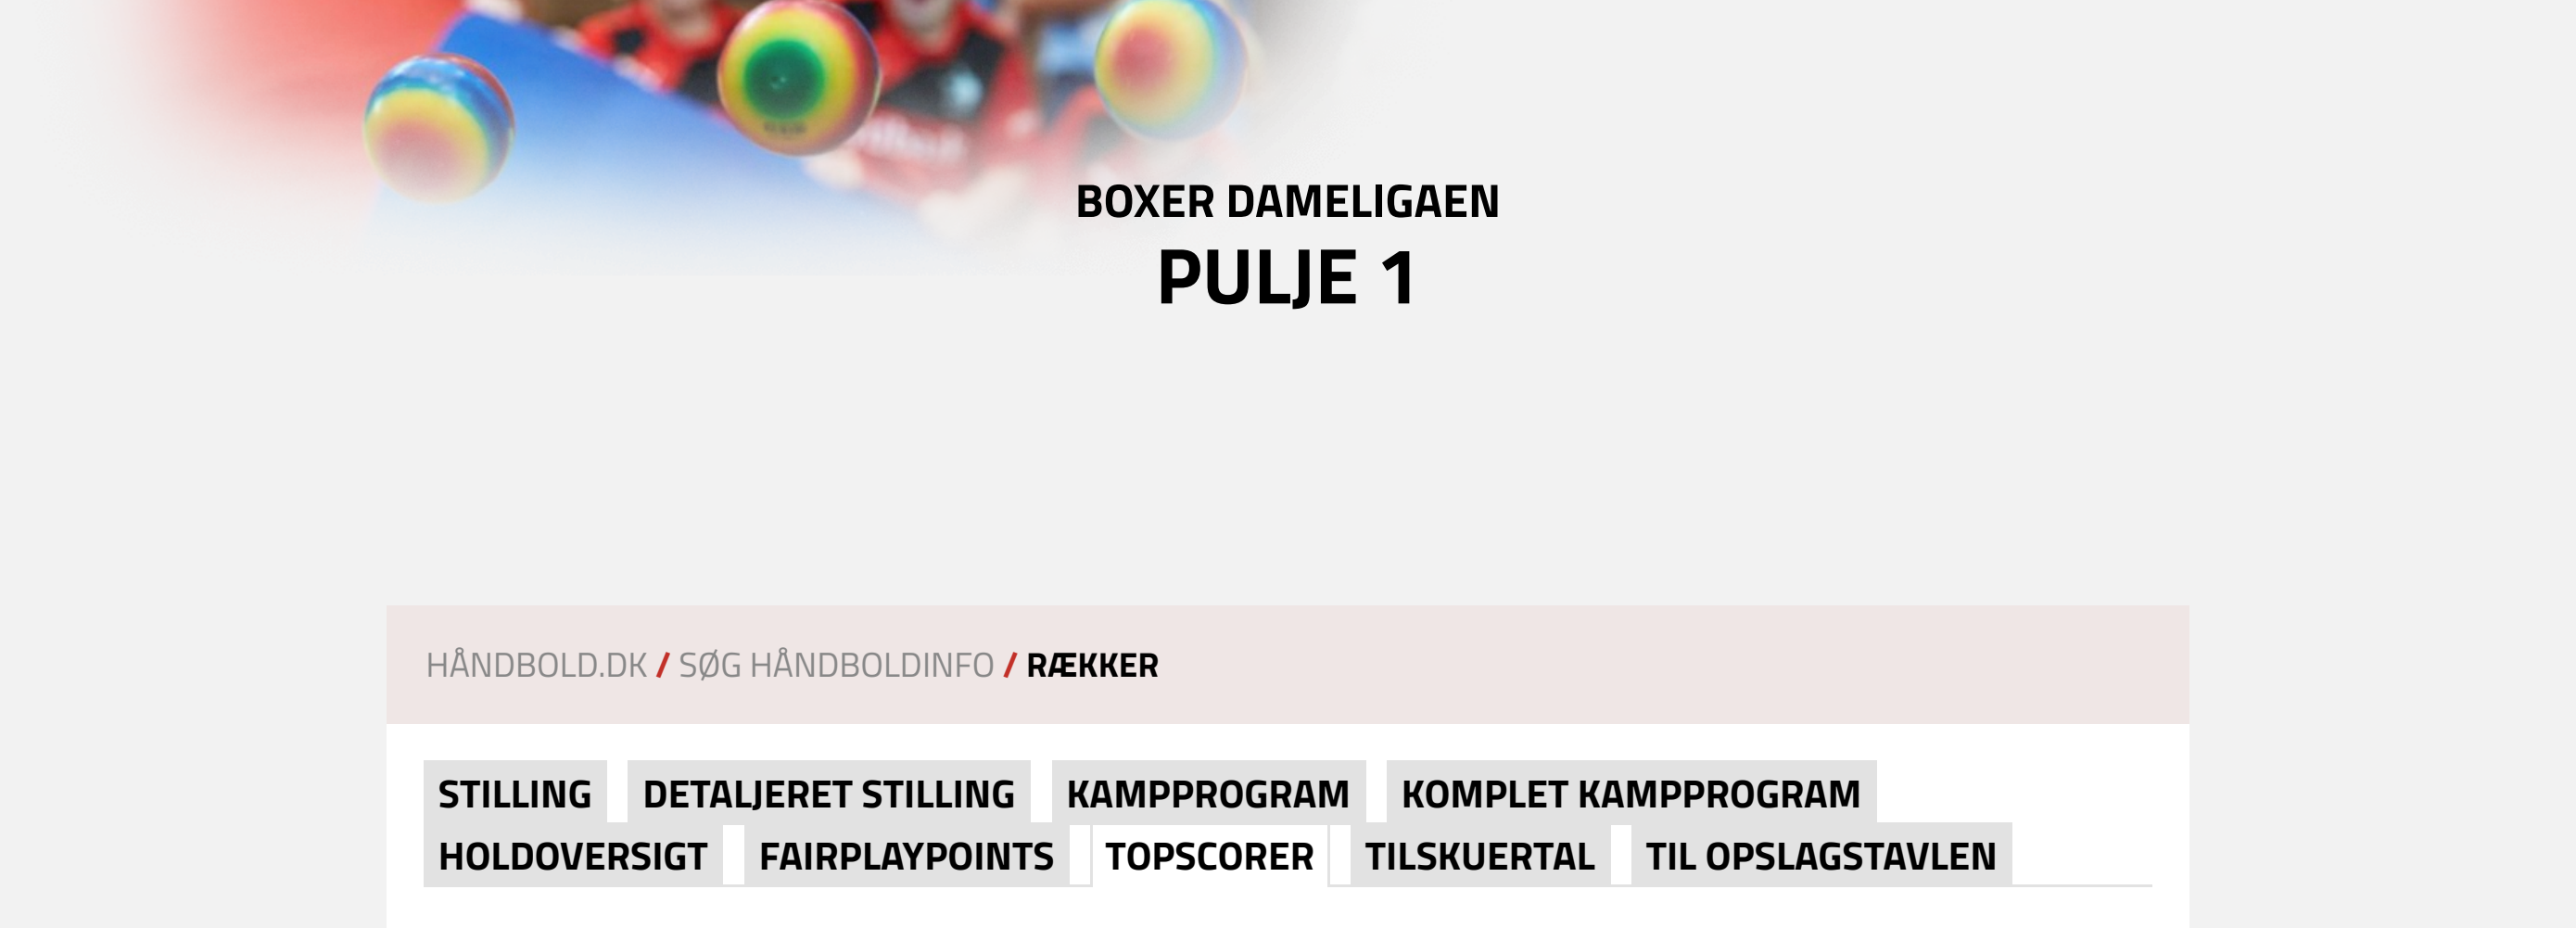 BOXER DAMELIGAEN
PULJE 1
HÅNDBOLD.DK / SØG HÅNDBOLDINFO / RÆKKER
STILLING DETALJERET STILLING KAMPPROGRAM KOMPLET KAMPPROGRAM
HOLDOVERSIGT FAIRPLAYPOINTS TOPSCORER TILSKUERTAL TIL OPSLAGSTAVLEN